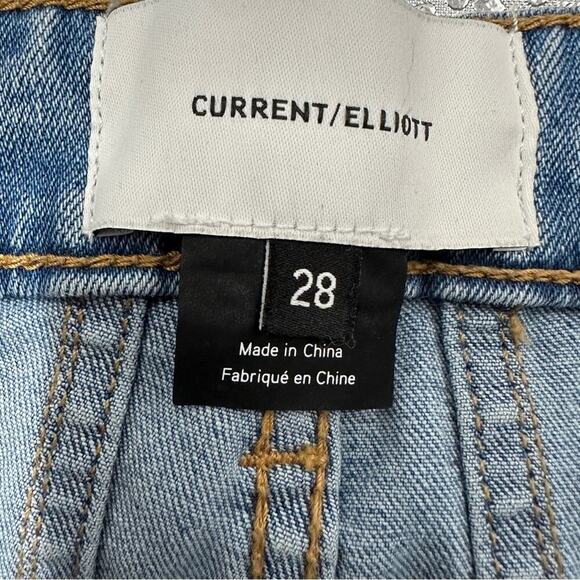 CURRENT/ELLIOTT
28
Made in China
Fabriqué en Chine